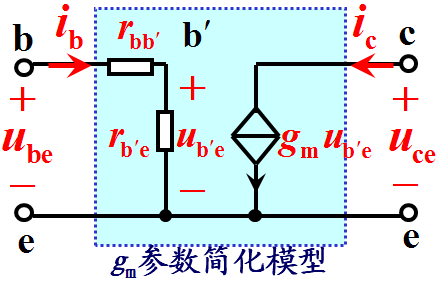 b i_b r_bb′ b′ i_c c
+ + +
u_be r_b′e u_b′e g_m u_b′e u_ce
− − −
e e
g_m参数简化模型